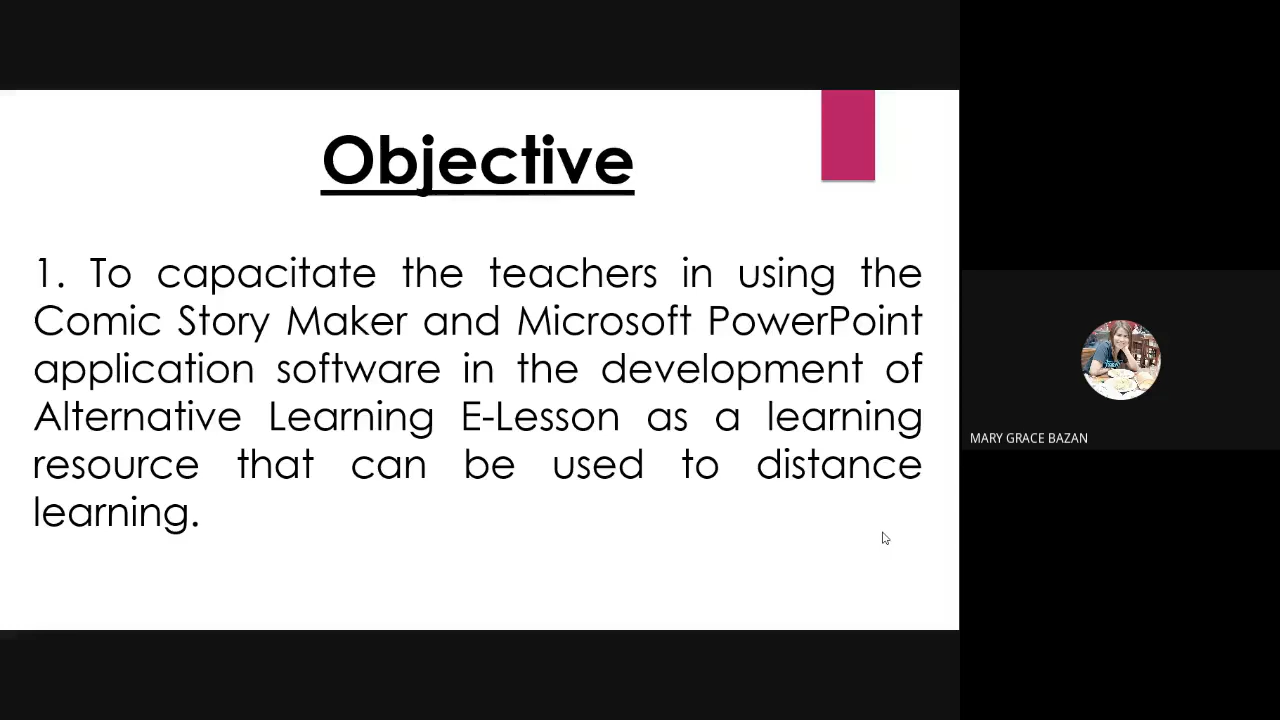 Objective
1. To capacitate the teachers in using the
Comic Story Maker and Microsoft PowerPoint
application software in the development of
Alternative Learning E-Lesson as a learning
resource that can be used to distance
learning.
MARY GRACE BAZAN